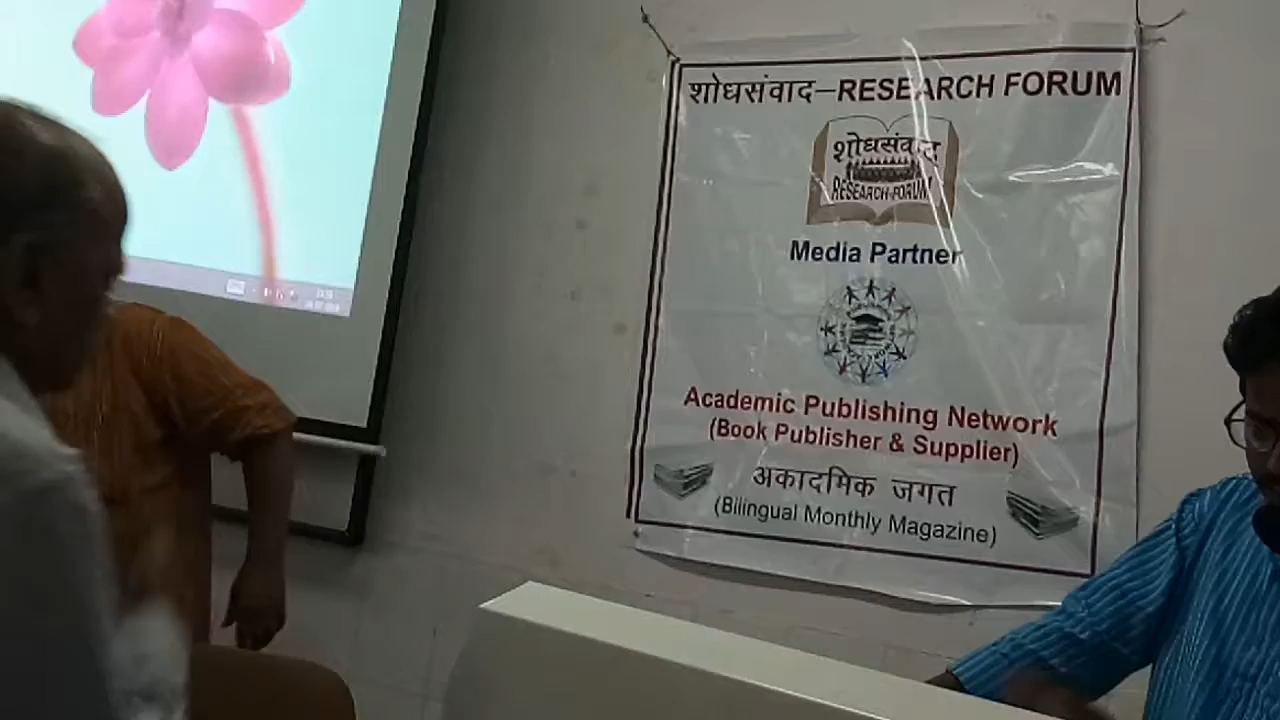 शोधसंवाद–RESEARCH FORUM
शोधसंवाद
RESEARCH-FORUM
Media Partner
Academic Publishing Network
(Book Publisher & Supplier)
अकादमिक जगत
(Bilingual Monthly Magazine)